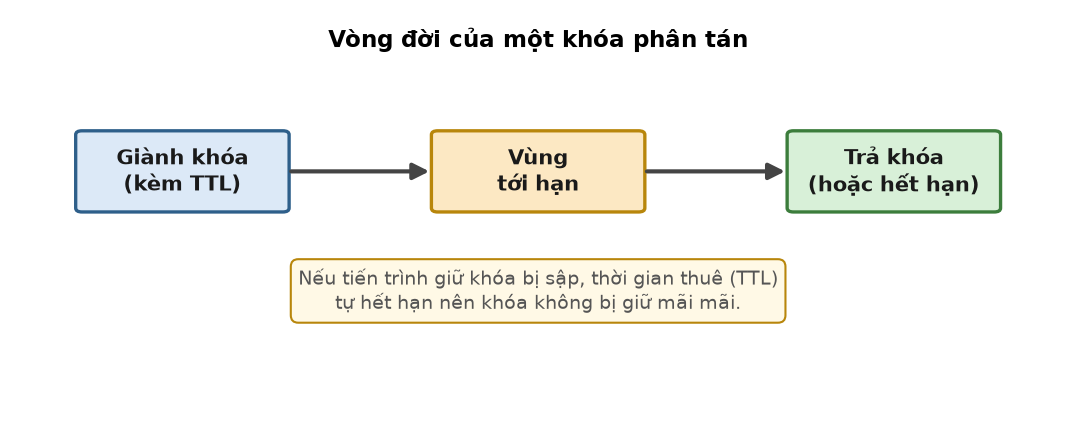 Vòng đời của một khóa phân tán
Giành khóa
(kèm TTL)
Vùng
tới hạn
Trả khóa
(hoặc hết hạn)
Nếu tiến trình giữ khóa bị sập, thời gian thuê (TTL)
tự hết hạn nên khóa không bị giữ mãi mãi.